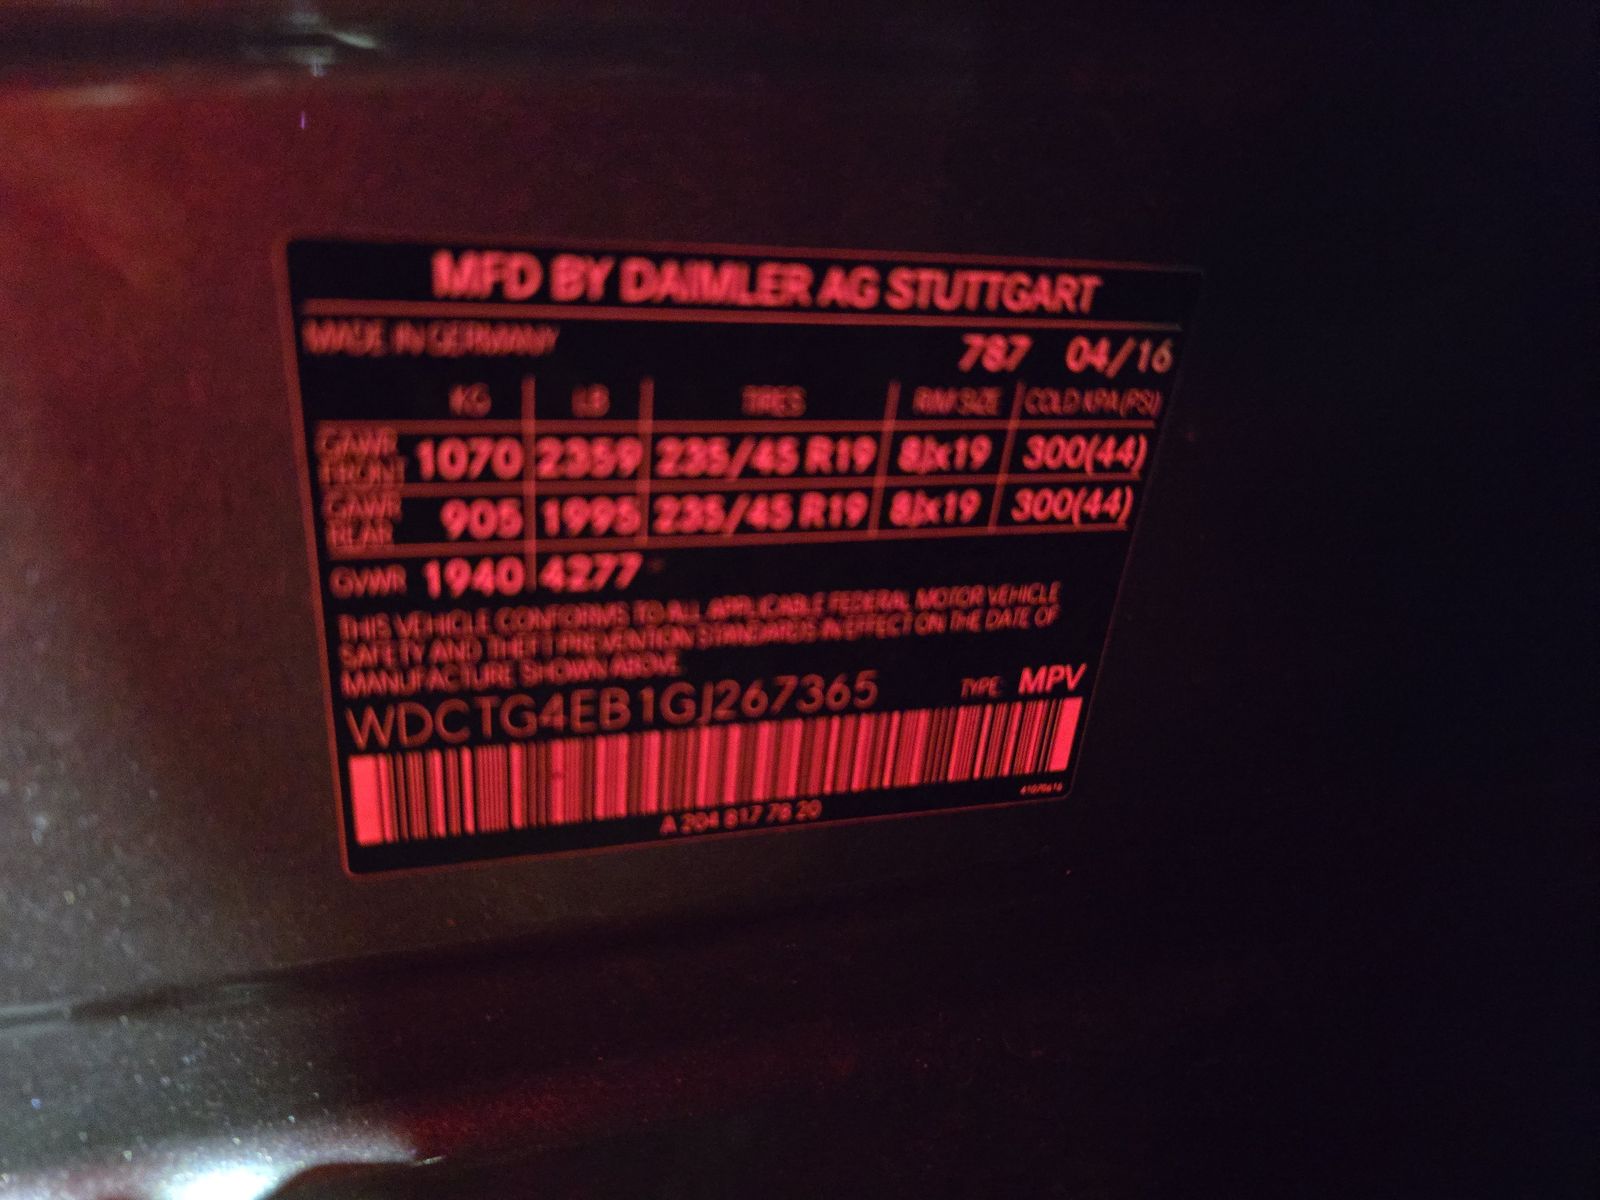 MFD BY DAIMLER AG STUTTGART
MADE IN GERMANY 787 04/16
KG LB TIRES RIM SIZE COLD KPA (PSI)
GAWR FRONT 1070 2359 235/45 R19 8Jx19 300(44)
GAWR REAR 905 1995 235/45 R19 8Jx19 300(44)
GVWR 1940 4277
THIS VEHICLE CONFORMS TO ALL APPLICABLE FEDERAL MOTOR VEHICLE
SAFETY AND THEFT PREVENTION STANDARDS IN EFFECT ON THE DATE OF
MANUFACTURE SHOWN ABOVE
WDCTG4EB1GJ267365 TYPE: MPV
A 204 817 76 20